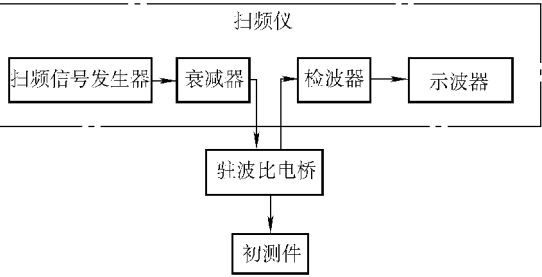 扫频仪
扫频信号发生器
衰减器
检波器
示波器
驻波比电桥
初测件